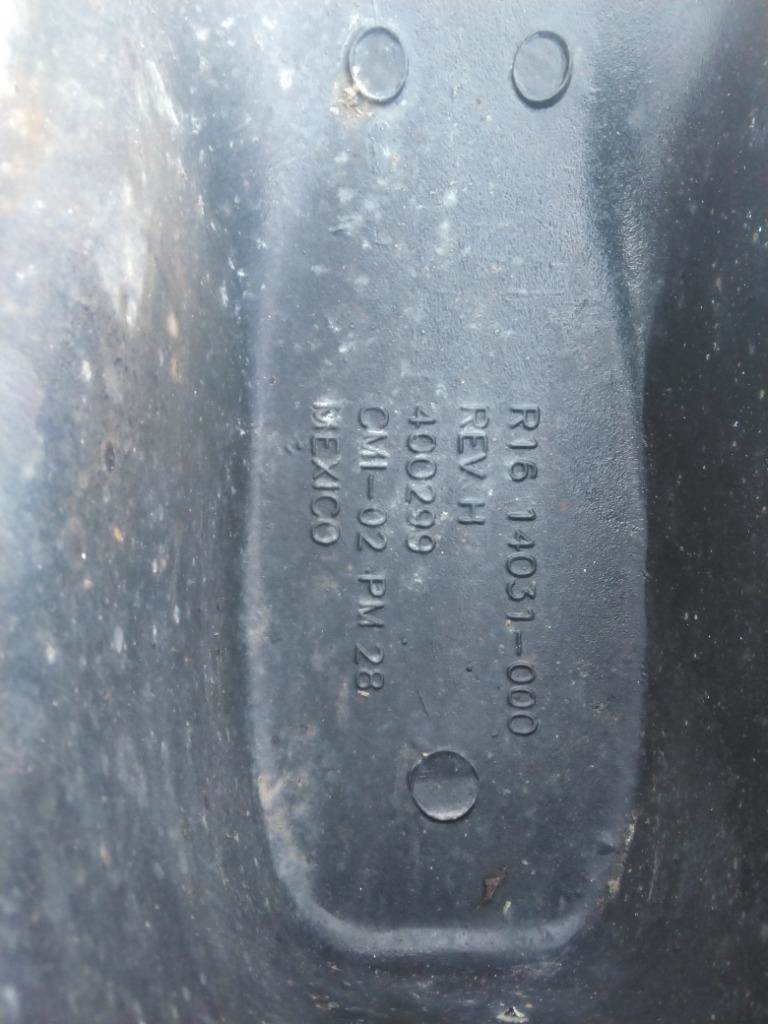 R16 14031-000
REV H
400299
CMI-02 PM 28
MEXICO